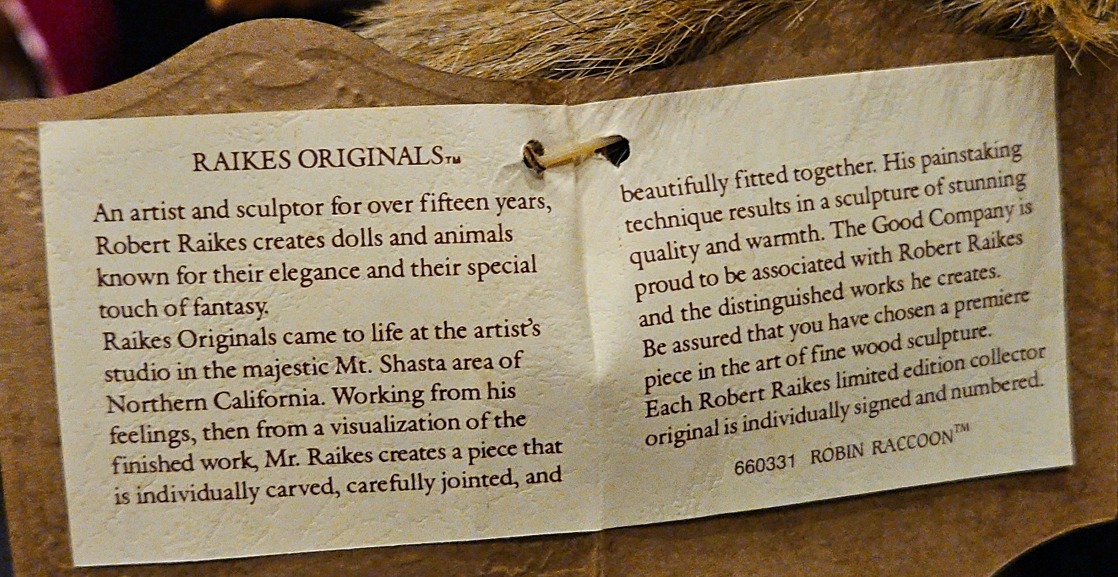 RAIKES ORIGINALS™
An artist and sculptor for over fifteen years,
Robert Raikes creates dolls and animals
known for their elegance and their special
touch of fantasy.
Raikes Originals came to life at the artist's
studio in the majestic Mt. Shasta area of
Northern California. Working from his
feelings, then from a visualization of the
finished work, Mr. Raikes creates a piece that
is individually carved, carefully jointed, and
beautifully fitted together. His painstaking
technique results in a sculpture of stunning
quality and warmth. The Good Company is
proud to be associated with Robert Raikes
and the distinguished works he creates.
Be assured that you have chosen a premiere
piece in the art of fine wood sculpture.
Each Robert Raikes limited edition collector
original is individually signed and numbered.
660331 ROBIN RACCOON™